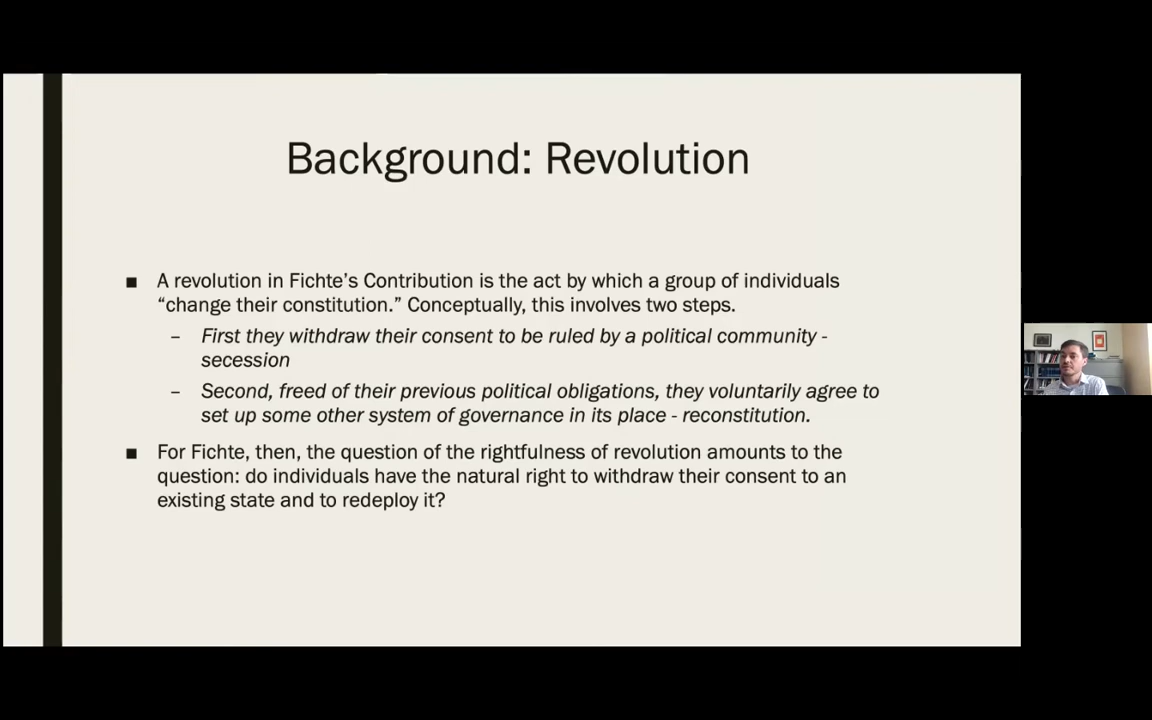 Background: Revolution
■ A revolution in Fichte’s Contribution is the act by which a group of individuals
“change their constitution.” Conceptually, this involves two steps.
– First they withdraw their consent to be ruled by a political community -
secession
– Second, freed of their previous political obligations, they voluntarily agree to
set up some other system of governance in its place - reconstitution.
■ For Fichte, then, the question of the rightfulness of revolution amounts to the
question: do individuals have the natural right to withdraw their consent to an
existing state and to redeploy it?